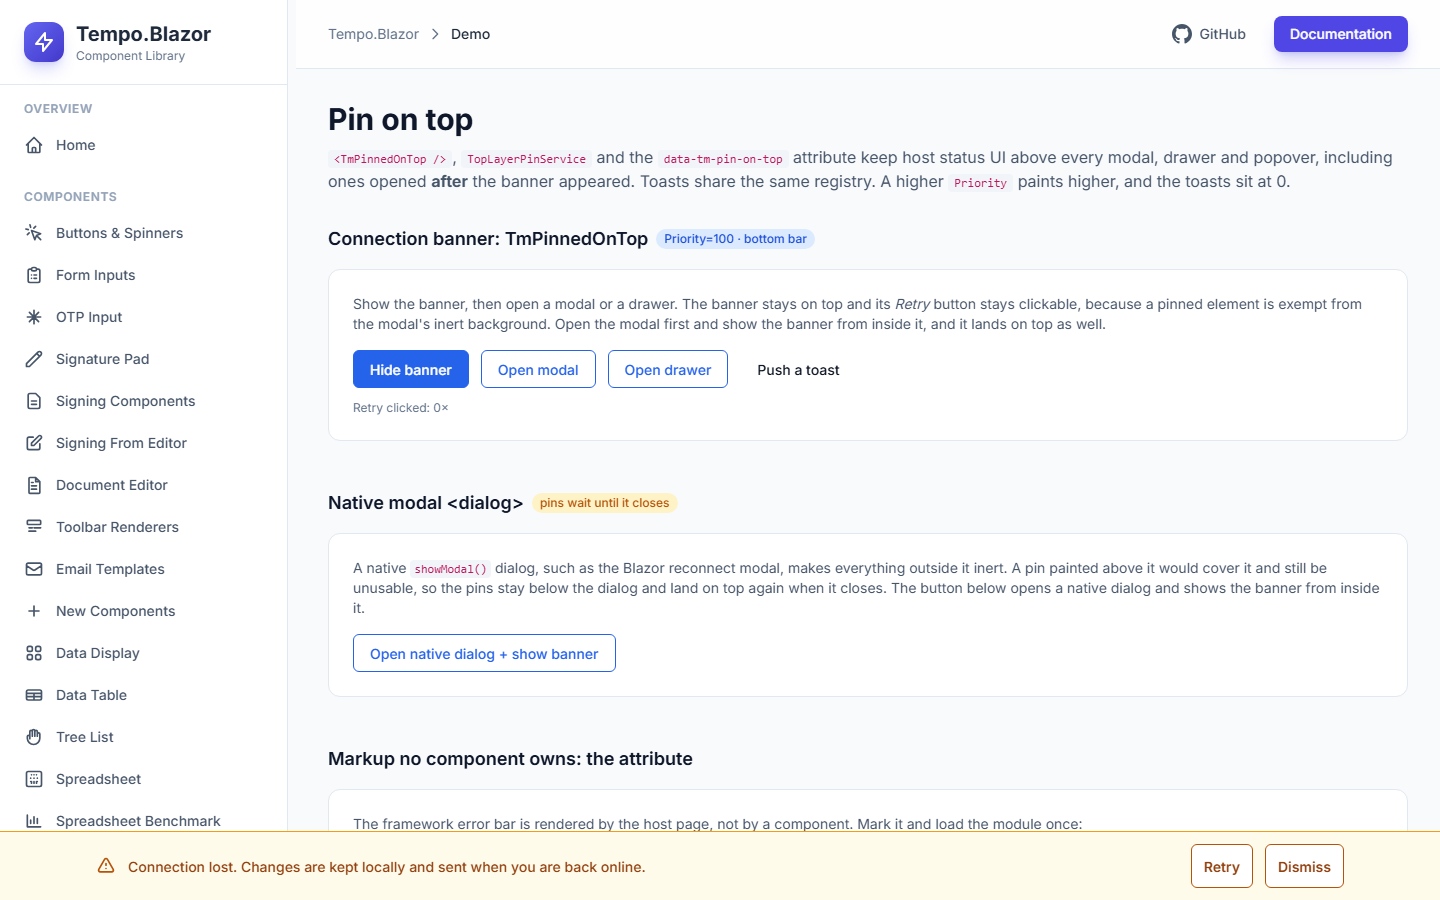 Tempo.Blazor
Component Library
OVERVIEW
Home
COMPONENTS
Buttons & Spinners
Form Inputs
OTP Input
Signature Pad
Signing Components
Signing From Editor
Document Editor
Toolbar Renderers
Email Templates
New Components
Data Display
Data Table
Tree List
Spreadsheet
Spreadsheet Benchmark
Tempo.Blazor > Demo
GitHub
Documentation
Pin on top
<TmPinnedOnTop />, TopLayerPinService and the data-tm-pin-on-top attribute keep host status UI above every modal, drawer and popover, including
ones opened after the banner appeared. Toasts share the same registry. A higher Priority paints higher, and the toasts sit at 0.
Connection banner: TmPinnedOnTop Priority=100 · bottom bar
Show the banner, then open a modal or a drawer. The banner stays on top and its Retry button stays clickable, because a pinned element is exempt from
the modal's inert background. Open the modal first and show the banner from inside it, and it lands on top as well.
Hide banner Open modal Open drawer Push a toast
Retry clicked: 0×
Native modal <dialog> pins wait until it closes
A native showModal() dialog, such as the Blazor reconnect modal, makes everything outside it inert. A pin painted above it would cover it and still be
unusable, so the pins stay below the dialog and land on top again when it closes. The button below opens a native dialog and shows the banner from inside
it.
Open native dialog + show banner
Markup no component owns: the attribute
The framework error bar is rendered by the host page, not by a component. Mark it and load the module once:
Connection lost. Changes are kept locally and sent when you are back online.
Retry Dismiss